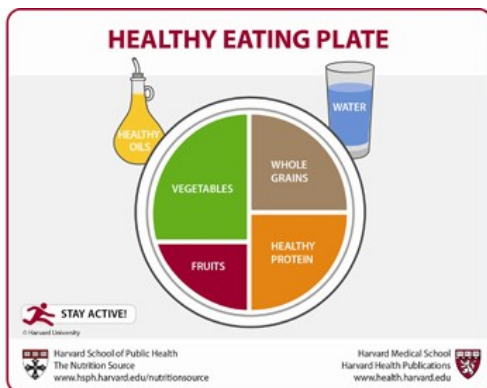 HEALTHY EATING PLATE
HEALTHY
OILS
WATER
VEGETABLES
WHOLE
GRAINS
FRUITS
HEALTHY
PROTEIN
STAY ACTIVE!
© Harvard University
Harvard School of Public Health
The Nutrition Source
www.hsph.harvard.edu/nutritionsource
Harvard Medical School
Harvard Health Publications
www.health.harvard.edu